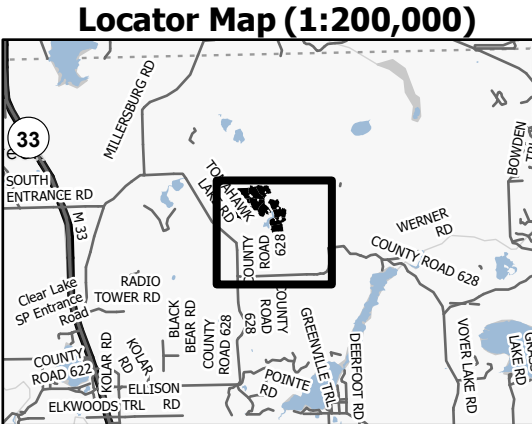 Locator Map (1:200,000)
MILLERSBURG RD
33
BOWDEN
TRL
SOUTH
ENTRANCE RD
TOMAHAWK
LAKE RD
M 33
WERNER
RD
COUNTY
ROAD
628
COUNTY ROAD 628
Clear Lake
SP Entrance
Road
RADIO
TOWER RD
BLACK
BEAR RD
COUNTY
ROAD 628
COUNTY
ROAD
628
GREENVILLE TRL
DEERFOOT RD
VOYER LAKE RD
LAKE RD
COUNTY
ROAD 622
KOLAR RD
KOLAR
RD
ELLISON
RD
ELKWOODS TRL
POINTE
RD